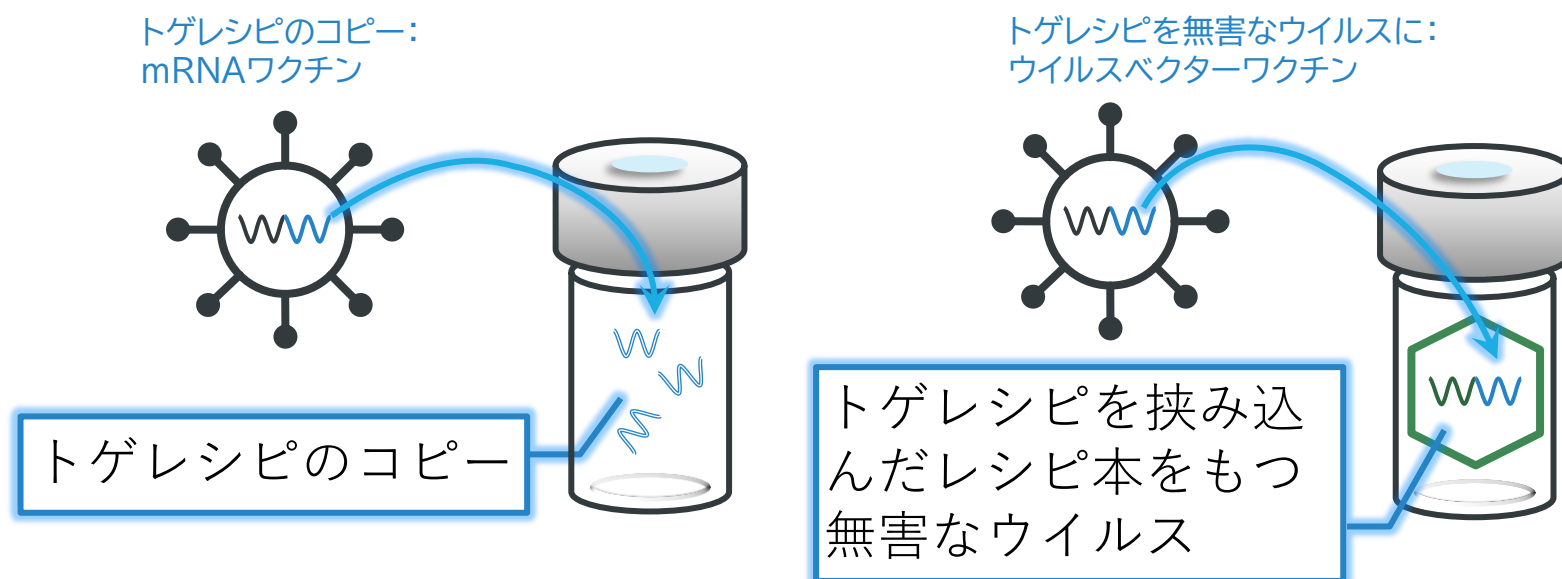 トゲレシピのコピー：
mRNAワクチン
トゲレシピのコピー
トゲレシピを無害なウイルスに：
ウイルスベクターワクチン
トゲレシピを挟み込
んだレシピ本をもつ
無害なウイルス